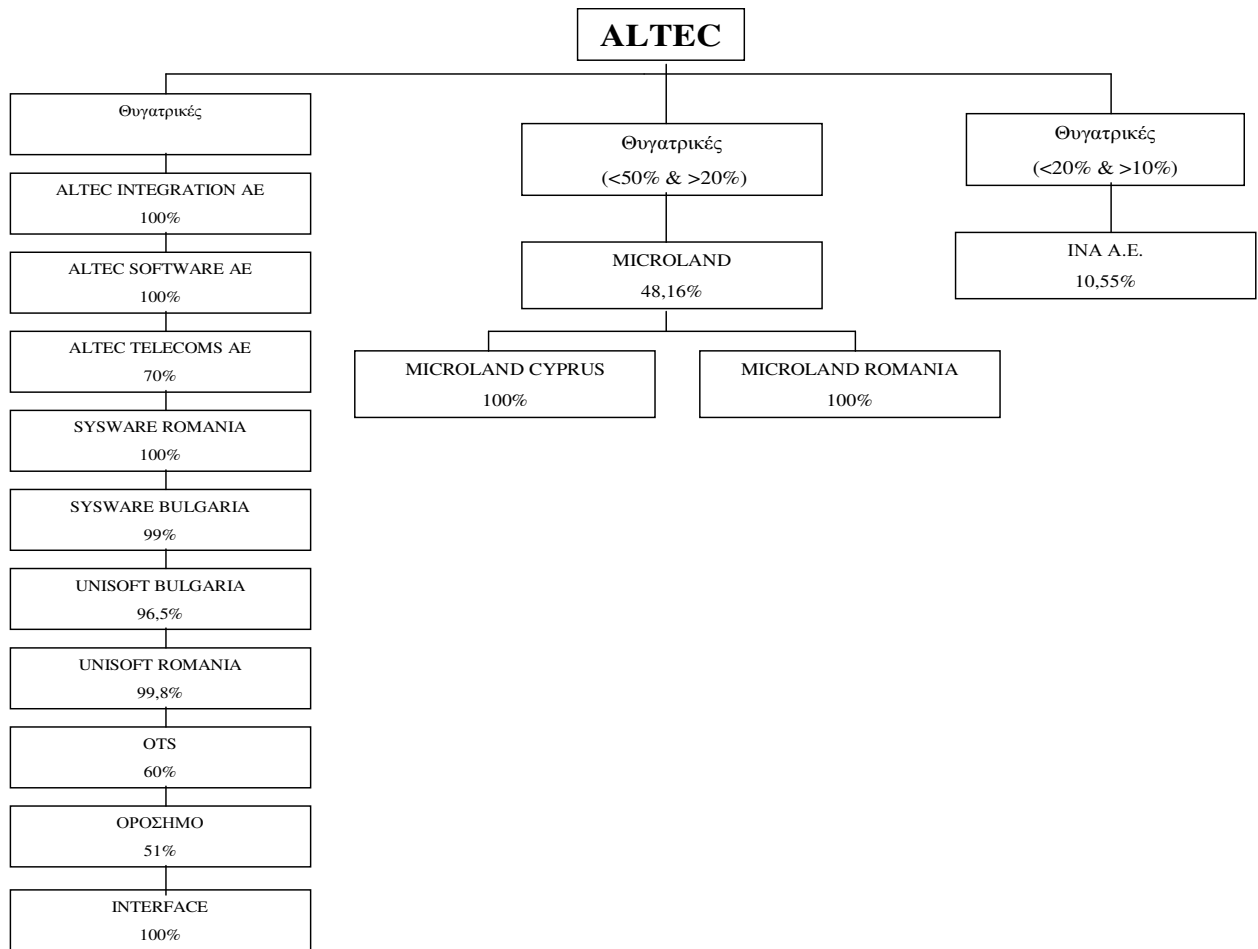 ALTEC
Θυγατρικές
ALTEC INTEGRATION AE
100%
ALTEC SOFTWARE AE
100%
ALTEC TELECOMS AE
70%
SYSWARE ROMANIA
100%
SYSWARE BULGARIA
99%
UNISOFT BULGARIA
96,5%
UNISOFT ROMANIA
99,8%
OTS
60%
ΟΡΟΣΗΜΟ
51%
INTERFACE
100%
Θυγατρικές
(<50% & >20%)
MICROLAND
48,16%
MICROLAND CYPRUS
100%
MICROLAND ROMANIA
100%
Θυγατρικές
(<20% & >10%)
INA A.E.
10,55%